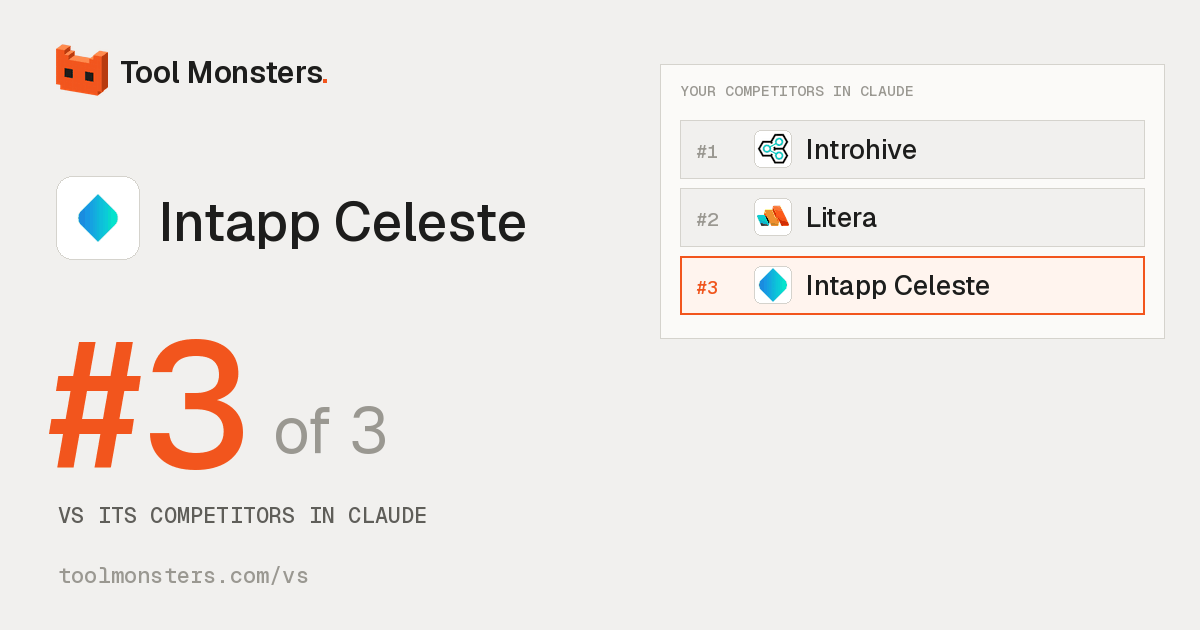 Tool Monsters.
Intapp Celeste
#3 of 3
VS ITS COMPETITORS IN CLAUDE
toolmonsters.com/vs
YOUR COMPETITORS IN CLAUDE
#1 Introhive
#2 Litera
#3 Intapp Celeste